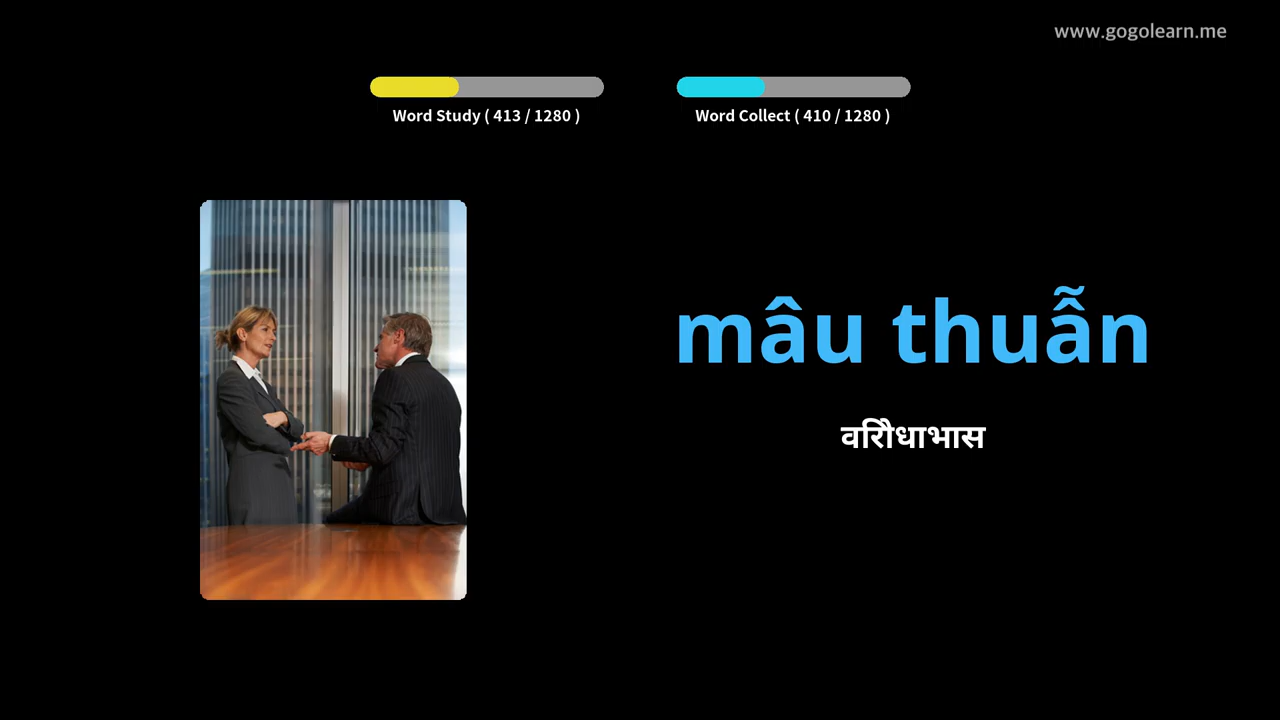 www.gogolearn.me
Word Study ( 413 / 1280 )
Word Collect ( 410 / 1280 )
mâu thuẫn
वरिोधाभास